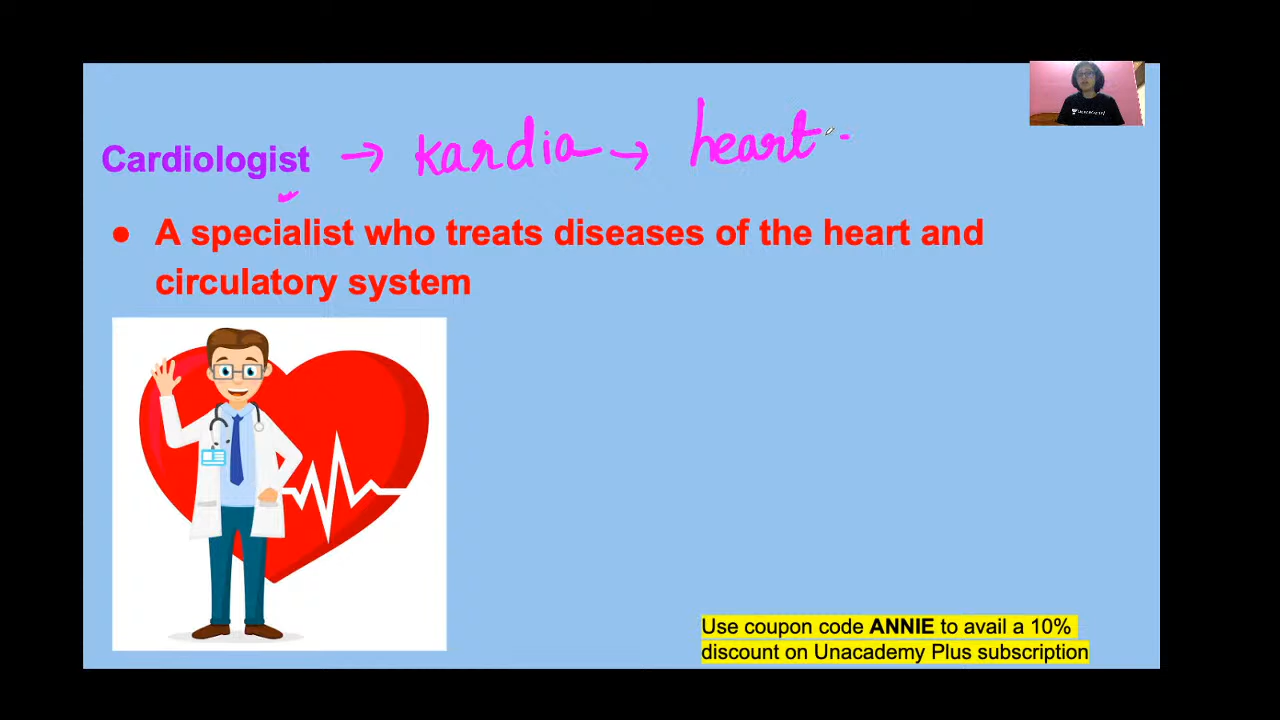 Cardiologist → kardia → heart -
• A specialist who treats diseases of the heart and
circulatory system
Use coupon code ANNIE to avail a 10%
discount on Unacademy Plus subscription